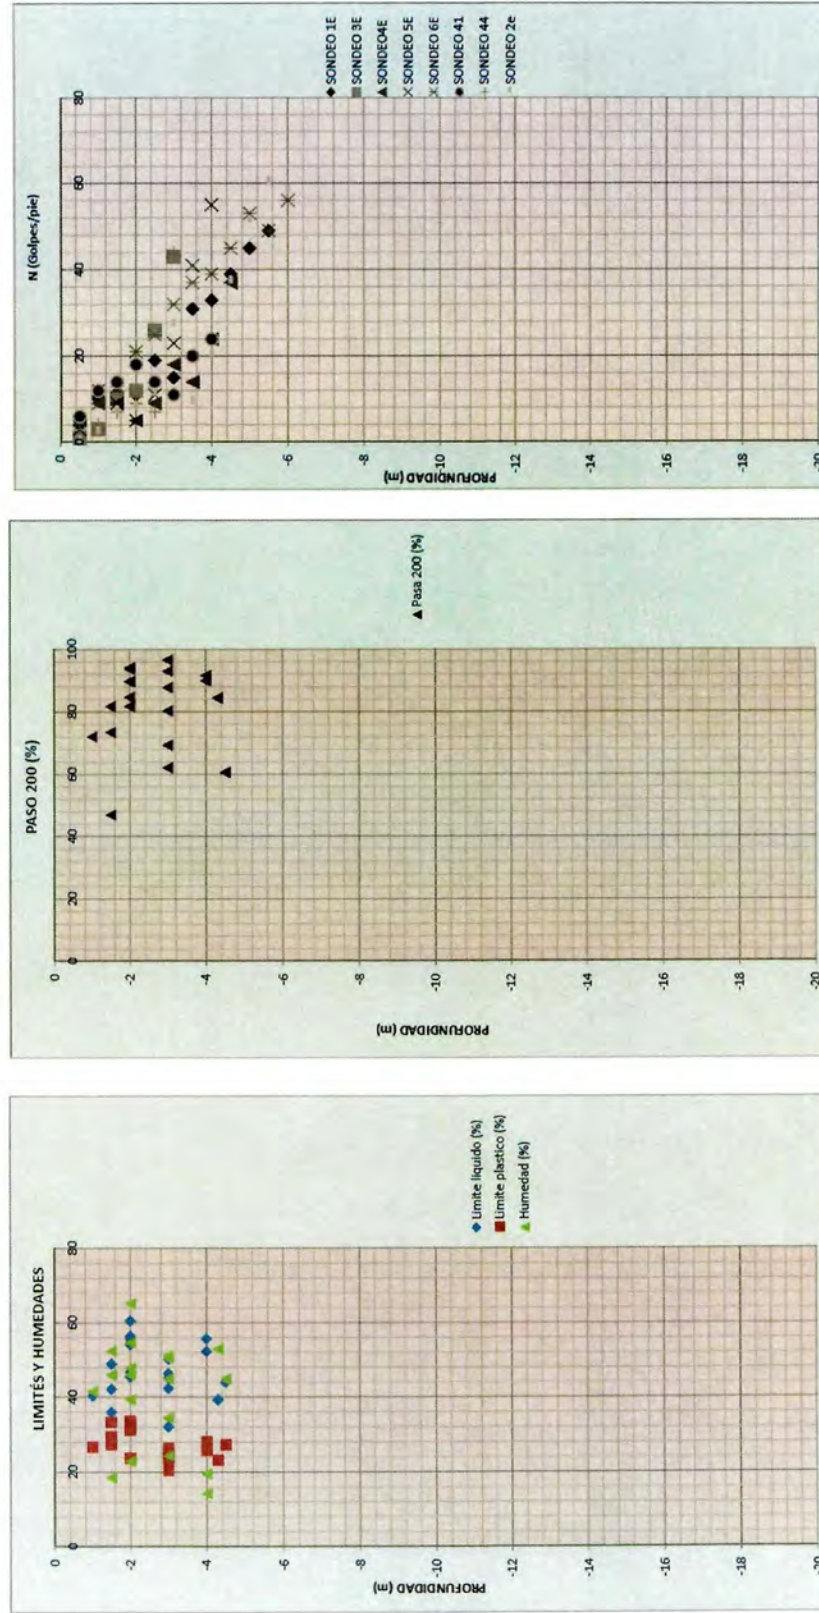 LIMITÉS Y HUMEDADES
0 20 40 60 80
0
-2
-4
-6
-8
-10
-12
-14
-16
-18
-20
PROFUNDIDAD (m)
Limite liquido (%)
Limite plastico (%)
Humedad (%)
PASO 200 (%)
0 20 40 60 80 100
0
-2
-4
-6
-8
-10
-12
-14
-16
-18
-20
PROFUNDIDAD (m)
Pasa 200 (%)
N (Golpes/pie)
0 20 40 60 80
0
-2
-4
-6
-8
-10
-12
-14
-16
-18
-20
PROFUNDIDAD (m)
SONDEO 1E
SONDEO 3E
SONDEO4E
SONDEO 5E
SONDEO 6E
SONDEO 41
SONDEO 44
SONDEO 2e